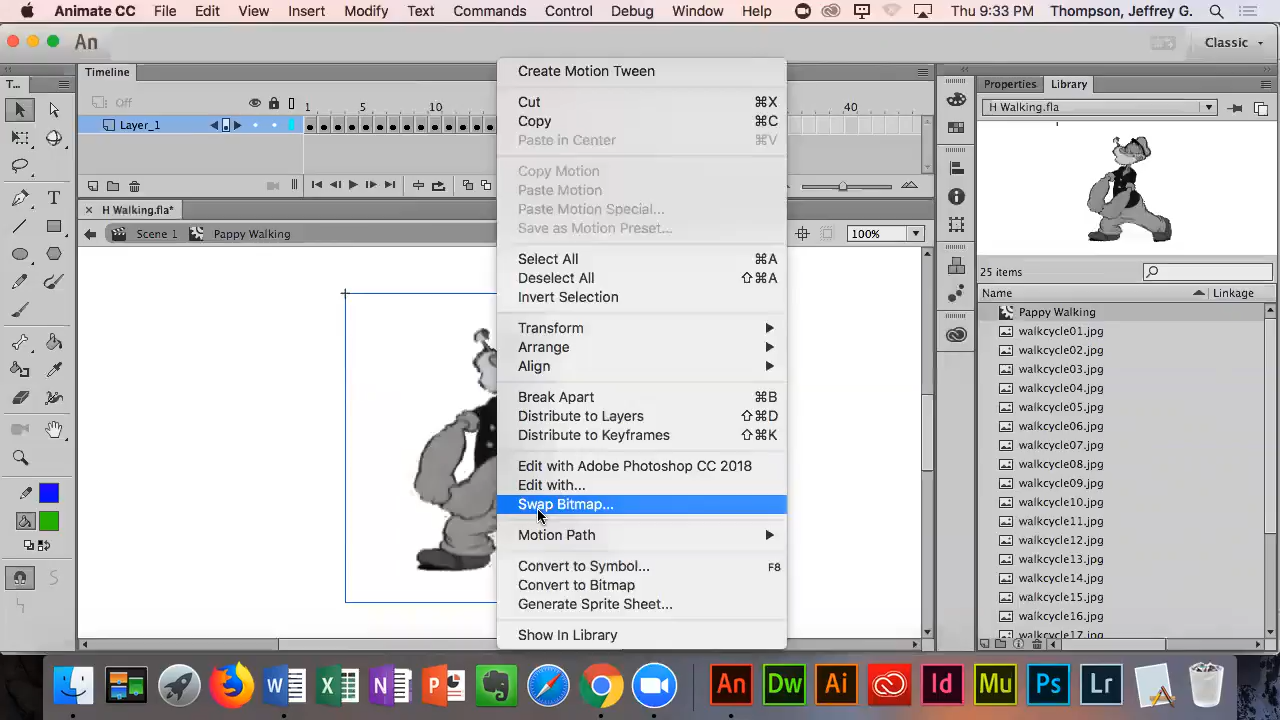 Animate CC File Edit View Insert Modify Text Commands Control Debug Window Help Thu 9:33 PM Thompson, Jeffrey G.
An Classic
T... Timeline Properties Library
Off 1 5 10 40
H Walking.fla
Layer_1
H Walking.fla*
Scene 1 Pappy Walking 100%
Create Motion Tween
Cut ⌘X
Copy ⌘C
Paste in Center ⌘V
Copy Motion
Paste Motion
Paste Motion Special...
Save as Motion Preset...
Select All ⌘A
Deselect All ⇧⌘A
Invert Selection
Transform
Arrange
Align
Break Apart ⌘B
Distribute to Layers ⇧⌘D
Distribute to Keyframes ⇧⌘K
Edit with Adobe Photoshop CC 2018
Edit with...
Swap Bitmap...
Motion Path
Convert to Symbol... F8
Convert to Bitmap
Generate Sprite Sheet...
Show In Library
25 items
Name Linkage
Pappy Walking
walkcycle01.jpg
walkcycle02.jpg
walkcycle03.jpg
walkcycle04.jpg
walkcycle05.jpg
walkcycle06.jpg
walkcycle07.jpg
walkcycle08.jpg
walkcycle09.jpg
walkcycle10.jpg
walkcycle11.jpg
walkcycle12.jpg
walkcycle13.jpg
walkcycle14.jpg
walkcycle15.jpg
walkcycle16.jpg
walkcycle17.jpg
W X N P An Dw Ai Id Mu Ps Lr